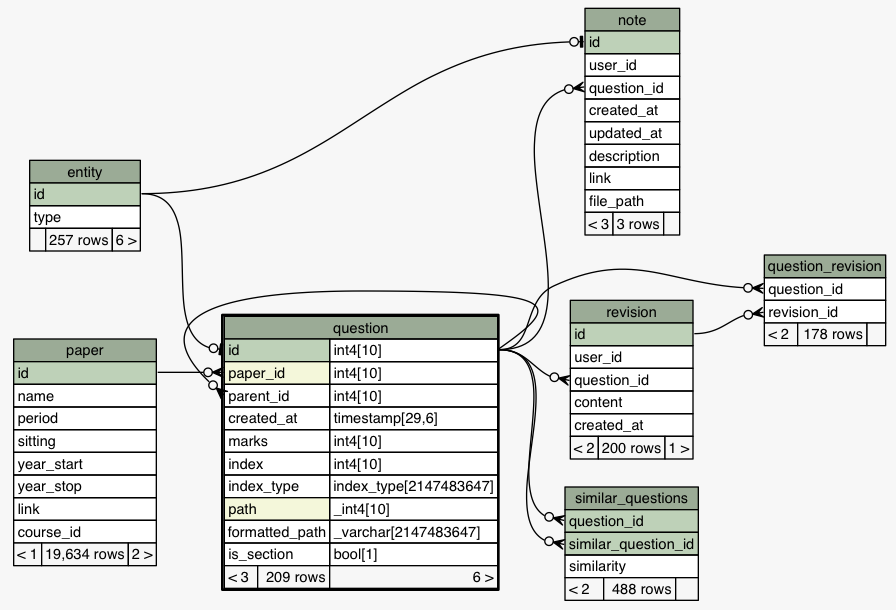 note
id
user_id
question_id
created_at
updated_at
description
link
file_path
< 3 3 rows
entity
id
type
257 rows 6 >
question_revision
question_id
revision_id
< 2 178 rows
revision
id
user_id
question_id
content
created_at
< 2 200 rows 1 >
question
id int4[10]
paper_id int4[10]
parent_id int4[10]
created_at timestamp[29,6]
marks int4[10]
index int4[10]
index_type index_type[2147483647]
path _int4[10]
formatted_path _varchar[2147483647]
is_section bool[1]
< 3 209 rows 6 >
paper
id
name
period
sitting
year_start
year_stop
link
course_id
< 1 19,634 rows 2 >
similar_questions
question_id
similar_question_id
similarity
< 2 488 rows